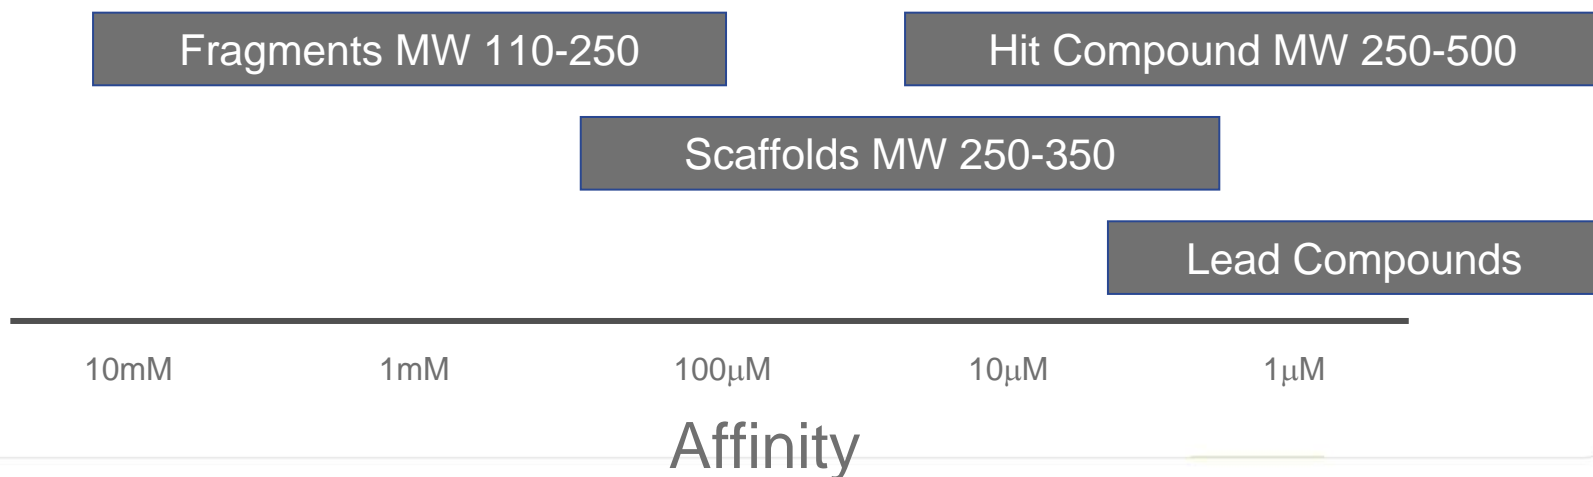 Fragments MW 110-250
Hit Compound MW 250-500
Scaffolds MW 250-350
Lead Compounds
10mM 1mM 100μM 10μM 1μM
Affinity